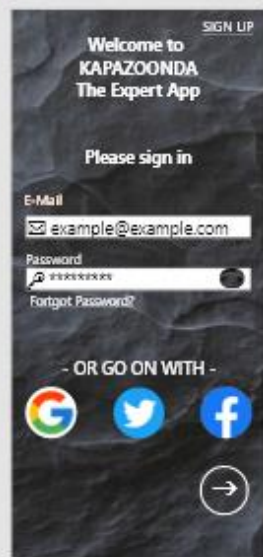 SIGN UP
Welcome to
KAPAZOONDA
The Expert App
Please sign in
E-Mail
example@example.com
Password
*********
Fortgot Password?
- OR GO ON WITH -